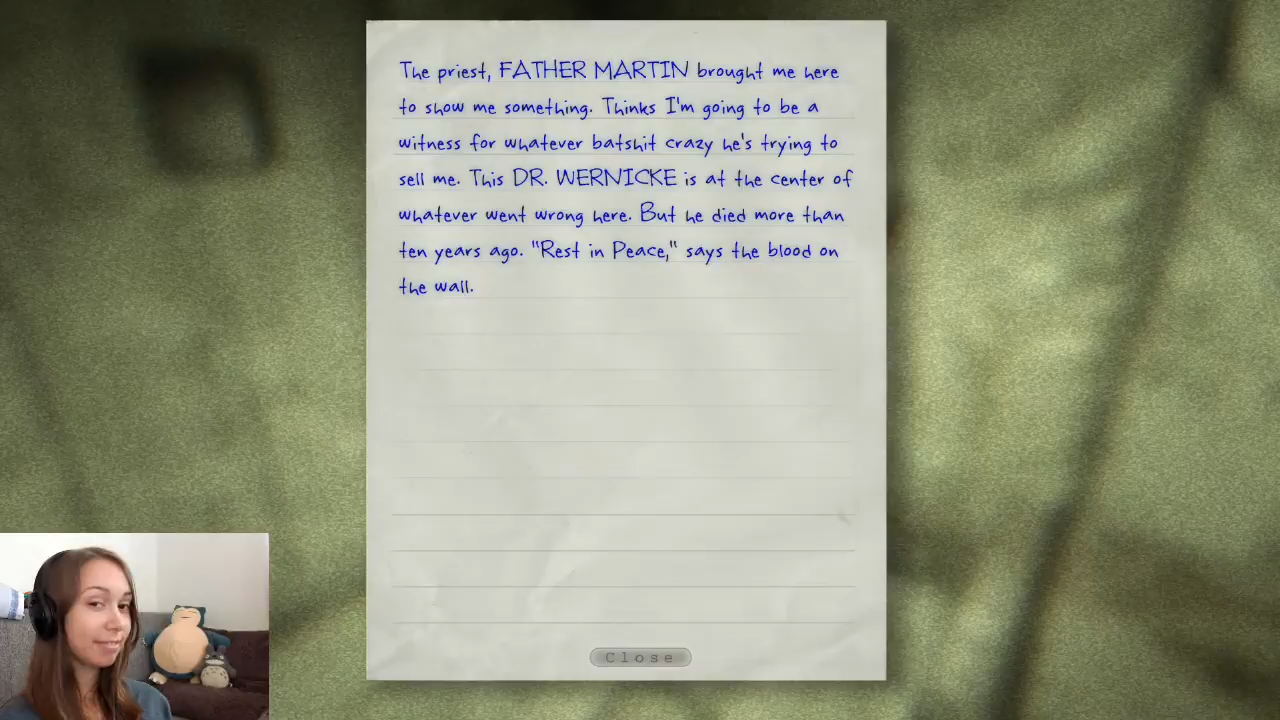 The priest, FATHER MARTIN brought me here
to show me something. Thinks I'm going to be a
witness for whatever batshit crazy he's trying to
sell me. This DR. WERNICKE is at the center of
whatever went wrong here. But he died more than
ten years ago. "Rest in Peace," says the blood on
the wall.
Close